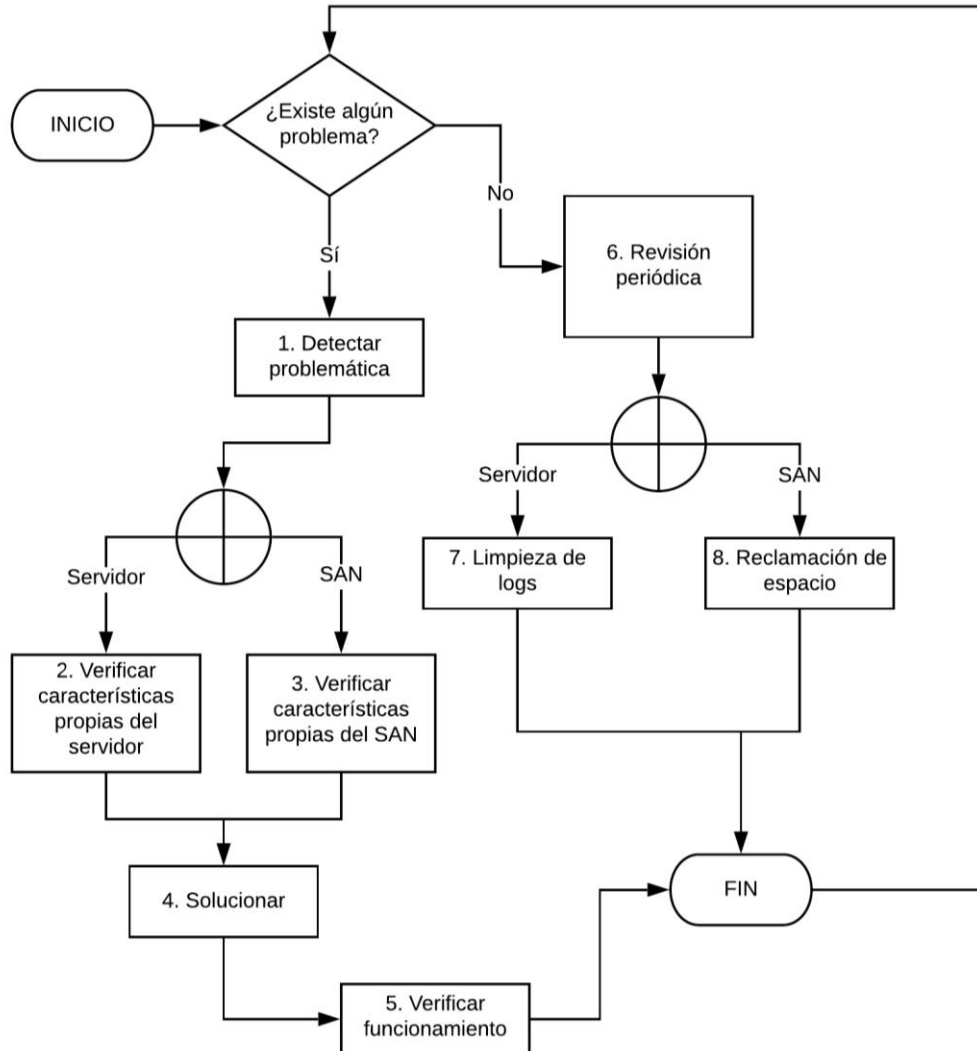 INICIO
¿Existe algún
problema?
No
Sí
6. Revisión
periódica
1. Detectar
problemática
Servidor
SAN
7. Limpieza de
logs
8. Reclamación de
espacio
Servidor
SAN
2. Verificar
características
propias del
servidor
3. Verificar
características
propias del SAN
4. Solucionar
FIN
5. Verificar
funcionamiento